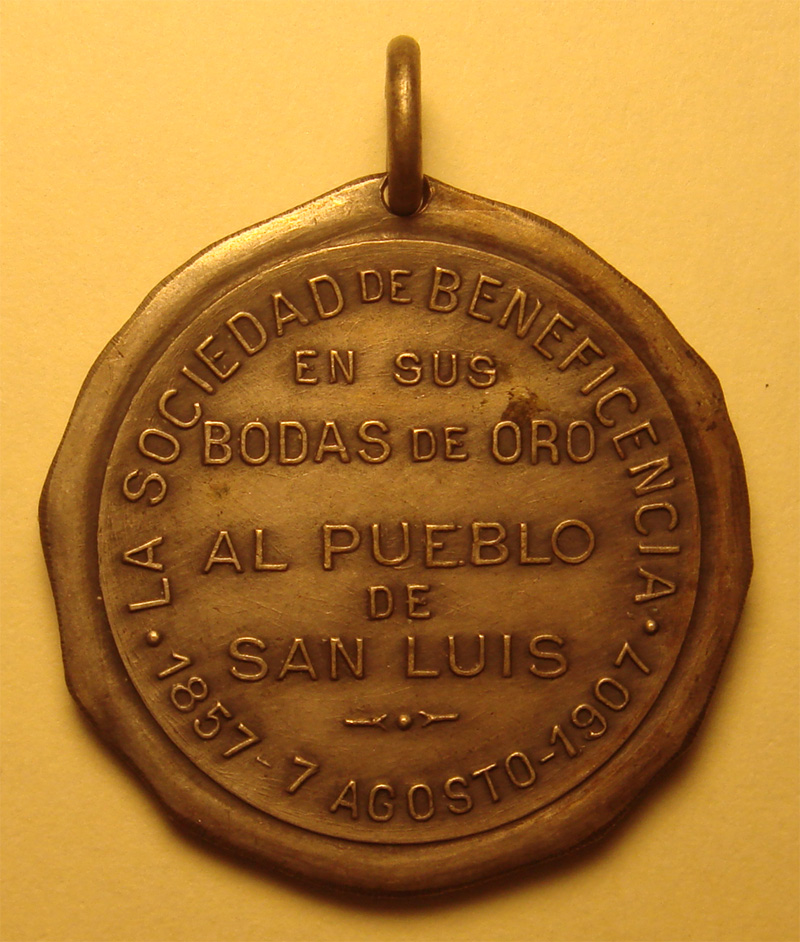 LA SOCIEDAD DE BENEFICENCIA
EN SUS
BODAS DE ORO
AL PUEBLO
DE
SAN LUIS
1857-7 AGOSTO-1907